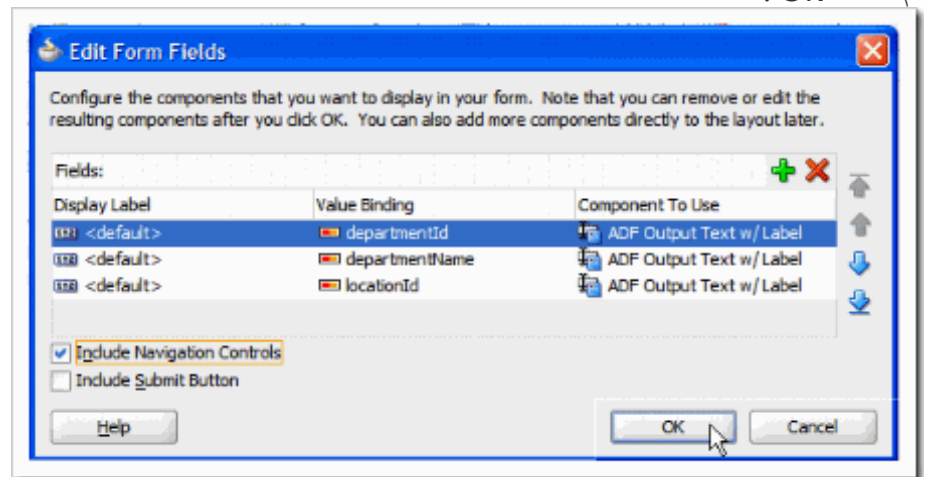 Edit Form Fields
Configure the components that you want to display in your form. Note that you can remove or edit the
resulting components after you click OK. You can also add more components directly to the layout later.
Fields:
Display Label Value Binding Component To Use
<default> departmentId ADF Output Text w/ Label
<default> departmentName ADF Output Text w/ Label
<default> locationId ADF Output Text w/ Label
Include Navigation Controls
Include Submit Button
Help OK Cancel